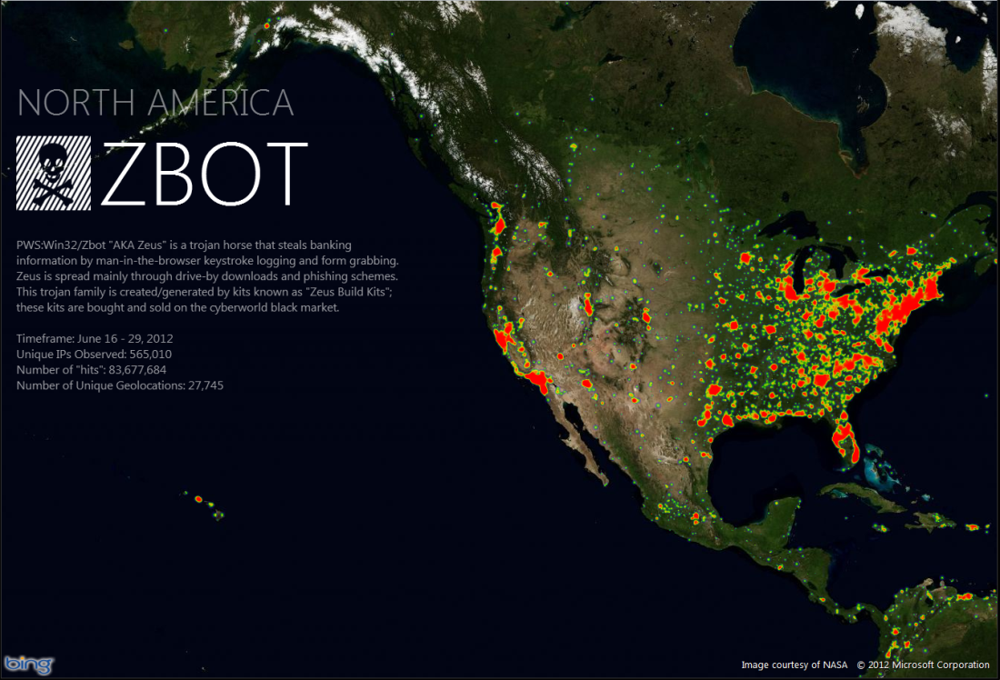 NORTH AMERICA
ZBOT
PWS:Win32/Zbot "AKA Zeus" is a trojan horse that steals banking
information by man-in-the-browser keystroke logging and form grabbing.
Zeus is spread mainly through drive-by downloads and phishing schemes.
This trojan family is created/generated by kits known as "Zeus Build Kits";
these kits are bought and sold on the cyberworld black market.
Timeframe: June 16 - 29, 2012
Unique IPs Observed: 565,010
Number of "hits": 83,677,684
Number of Unique Geolocations: 27,745
bing
Image courtesy of NASA © 2012 Microsoft Corporation